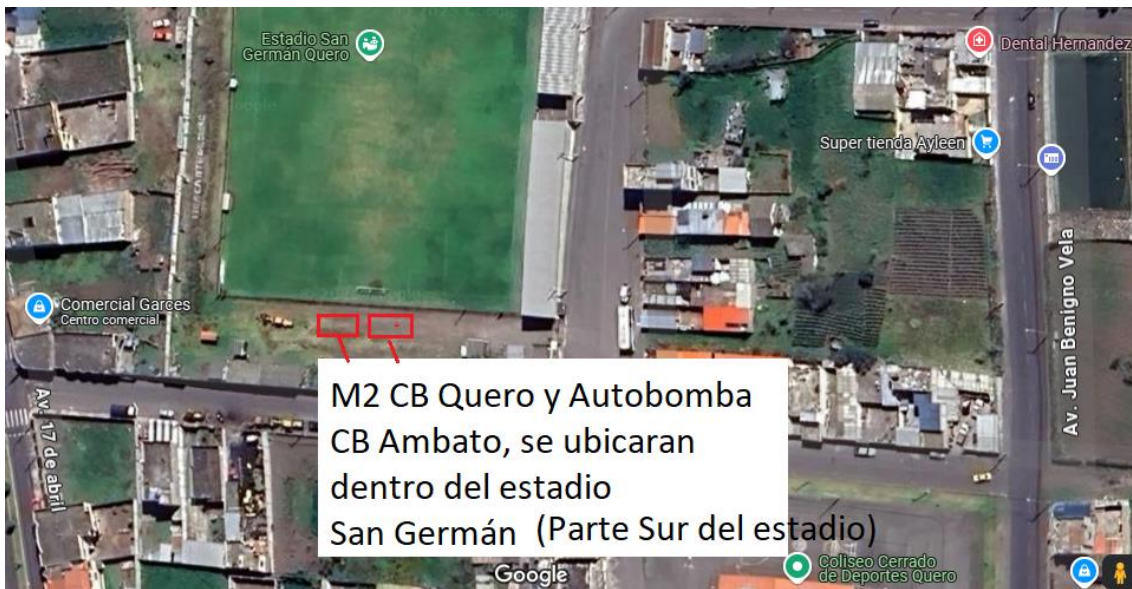 Estadio San
Germán Quero
Dental Hernandez
Super tienda Ayleen
Comercial Garces
Centro comercial
Av. Juan Benigno Vela
Av. 17 de abril
M2 CB Quero y Autobomba
CB Ambato, se ubicaran
dentro del estadio
San Germán (Parte Sur del estadio)
Coliseo Cerrado
de Deportes Quero
Google